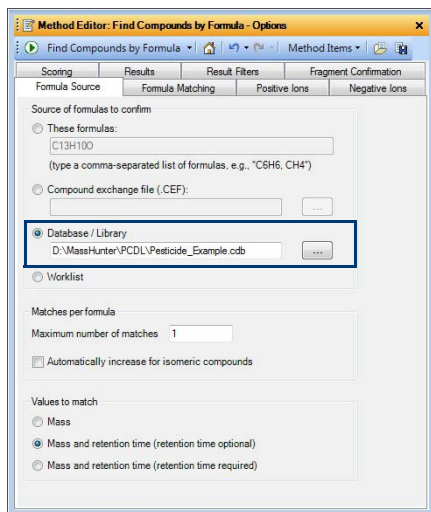 Method Editor: Find Compounds by Formula - Options
Find Compounds by Formula Method Items
Scoring Results Result Filters Fragment Confirmation
Formula Source Formula Matching Positive Ions Negative Ions
Source of formulas to confirm
These formulas:
C13H10O
(type a comma-separated list of formulas, e.g., "C6H6, CH4")
Compound exchange file (.CEF):
...
Database / Library
D:\MassHunter\PCDL\Pesticide_Example.cdb ...
Worklist
Matches per formula
Maximum number of matches 1
Automatically increase for isomeric compounds
Values to match
Mass
Mass and retention time (retention time optional)
Mass and retention time (retention time required)